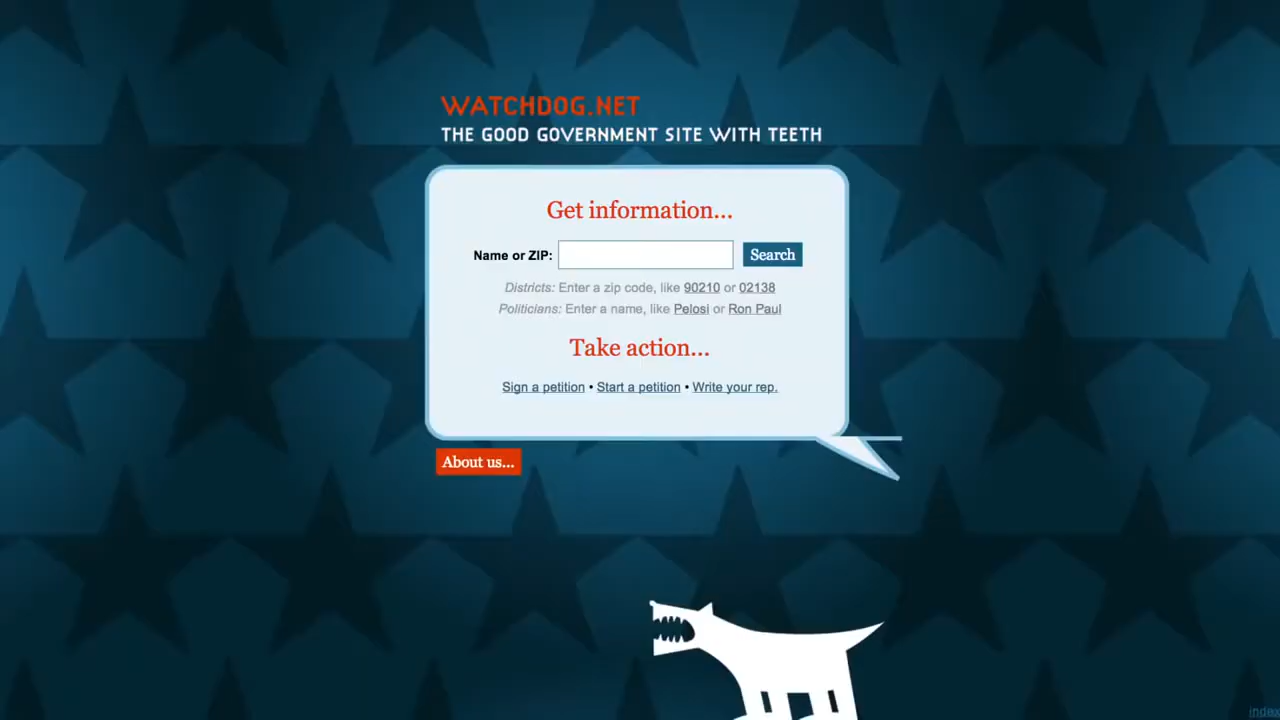 WATCHDOG.NET
THE GOOD GOVERNMENT SITE WITH TEETH
Get information...
Name or ZIP: Search
Districts: Enter a zip code, like 90210 or 02138
Politicians: Enter a name, like Pelosi or Ron Paul
Take action...
Sign a petition • Start a petition • Write your rep.
About us...
index